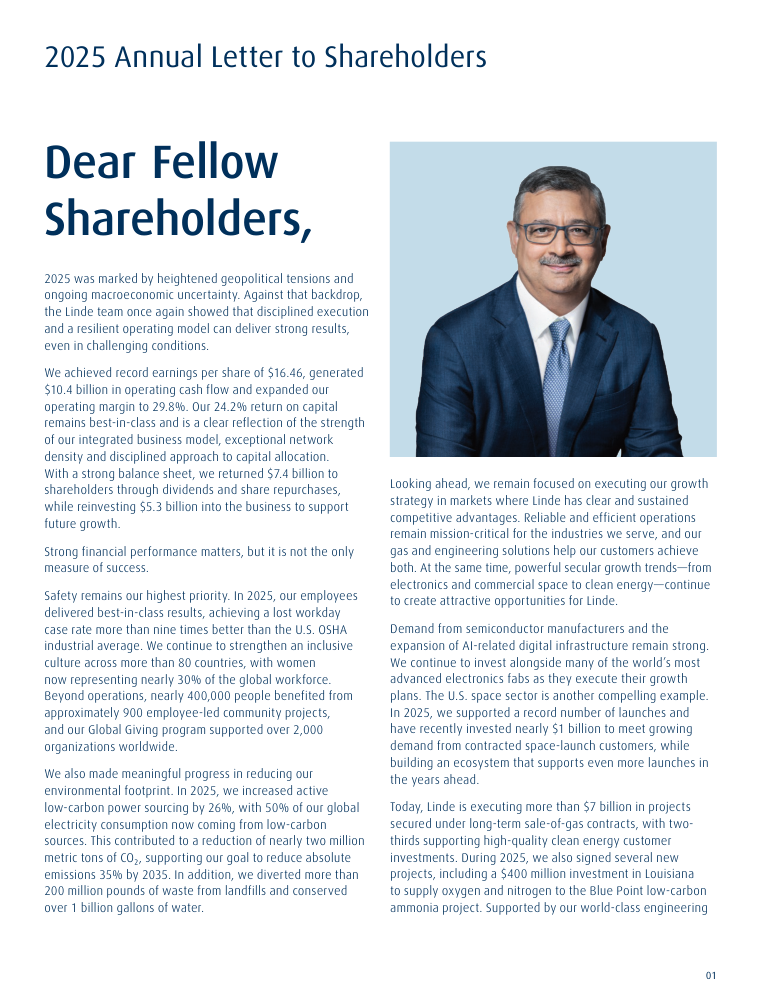 2025 Annual Letter to Shareholders
Dear Fellow
Shareholders,
2025 was marked by heightened geopolitical tensions and
ongoing macroeconomic uncertainty. Against that backdrop,
the Linde team once again showed that disciplined execution
and a resilient operating model can deliver strong results,
even in challenging conditions.
We achieved record earnings per share of $16.46, generated
$10.4 billion in operating cash flow and expanded our
operating margin to 29.8%. Our 24.2% return on capital
remains best-in-class and is a clear reflection of the strength
of our integrated business model, exceptional network
density and disciplined approach to capital allocation.
With a strong balance sheet, we returned $7.4 billion to
shareholders through dividends and share repurchases,
while reinvesting $5.3 billion into the business to support
future growth.
Strong financial performance matters, but it is not the only
measure of success.
Safety remains our highest priority. In 2025, our employees
delivered best-in-class results, achieving a lost workday
case rate more than nine times better than the U.S. OSHA
industrial average. We continue to strengthen an inclusive
culture across more than 80 countries, with women
now representing nearly 30% of the global workforce.
Beyond operations, nearly 400,000 people benefited from
approximately 900 employee-led community projects,
and our Global Giving program supported over 2,000
organizations worldwide.
We also made meaningful progress in reducing our
environmental footprint. In 2025, we increased active
low-carbon power sourcing by 26%, with 50% of our global
electricity consumption now coming from low-carbon
sources. This contributed to a reduction of nearly two million
metric tons of CO₂, supporting our goal to reduce absolute
emissions 35% by 2035. In addition, we diverted more than
200 million pounds of waste from landfills and conserved
over 1 billion gallons of water.
Looking ahead, we remain focused on executing our growth
strategy in markets where Linde has clear and sustained
competitive advantages. Reliable and efficient operations
remain mission-critical for the industries we serve, and our
gas and engineering solutions help our customers achieve
both. At the same time, powerful secular growth trends—from
electronics and commercial space to clean energy—continue
to create attractive opportunities for Linde.
Demand from semiconductor manufacturers and the
expansion of AI-related digital infrastructure remain strong.
We continue to invest alongside many of the world’s most
advanced electronics fabs as they execute their growth
plans. The U.S. space sector is another compelling example.
In 2025, we supported a record number of launches and
have recently invested nearly $1 billion to meet growing
demand from contracted space-launch customers, while
building an ecosystem that supports even more launches in
the years ahead.
Today, Linde is executing more than $7 billion in projects
secured under long-term sale-of-gas contracts, with two-
thirds supporting high-quality clean energy customer
investments. During 2025, we also signed several new
projects, including a $400 million investment in Louisiana
to supply oxygen and nitrogen to the Blue Point low-carbon
ammonia project. Supported by our world-class engineering
01